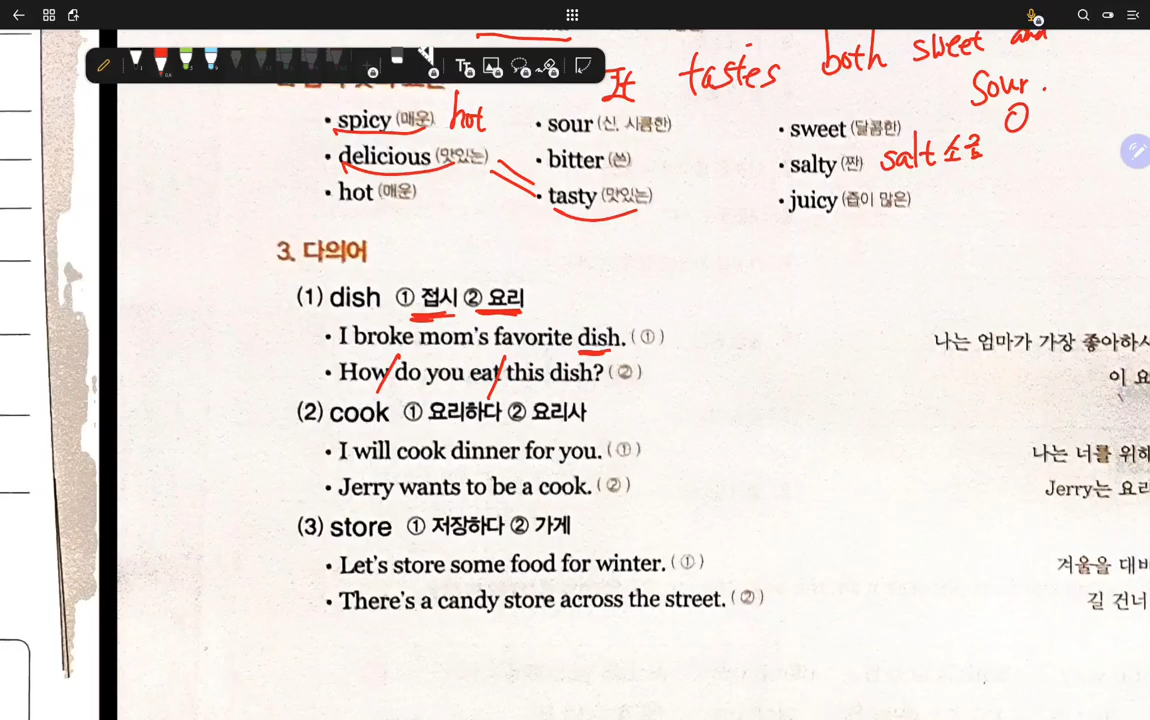 It tastes both sweet and
sour.
• spicy (매운) hot • sour (신, 시큼한) • sweet (달콤한)
• delicious (맛있는) • bitter (쓴) • salty (짠) salt 소금
• hot (매운) • tasty (맛있는) • juicy (즙이 많은)
3. 다의어
(1) dish ① 접시 ② 요리
• I broke mom's favorite dish. (①) 나는 엄마가 가장 좋아하시
• How do you eat this dish? (②) 이 요
(2) cook ① 요리하다 ② 요리사
• I will cook dinner for you. (①) 나는 너를 위해
• Jerry wants to be a cook. (②) Jerry는 요리
(3) store ① 저장하다 ② 가게
• Let's store some food for winter. (①) 겨울을 대비
• There's a candy store across the street. (②) 길 건너